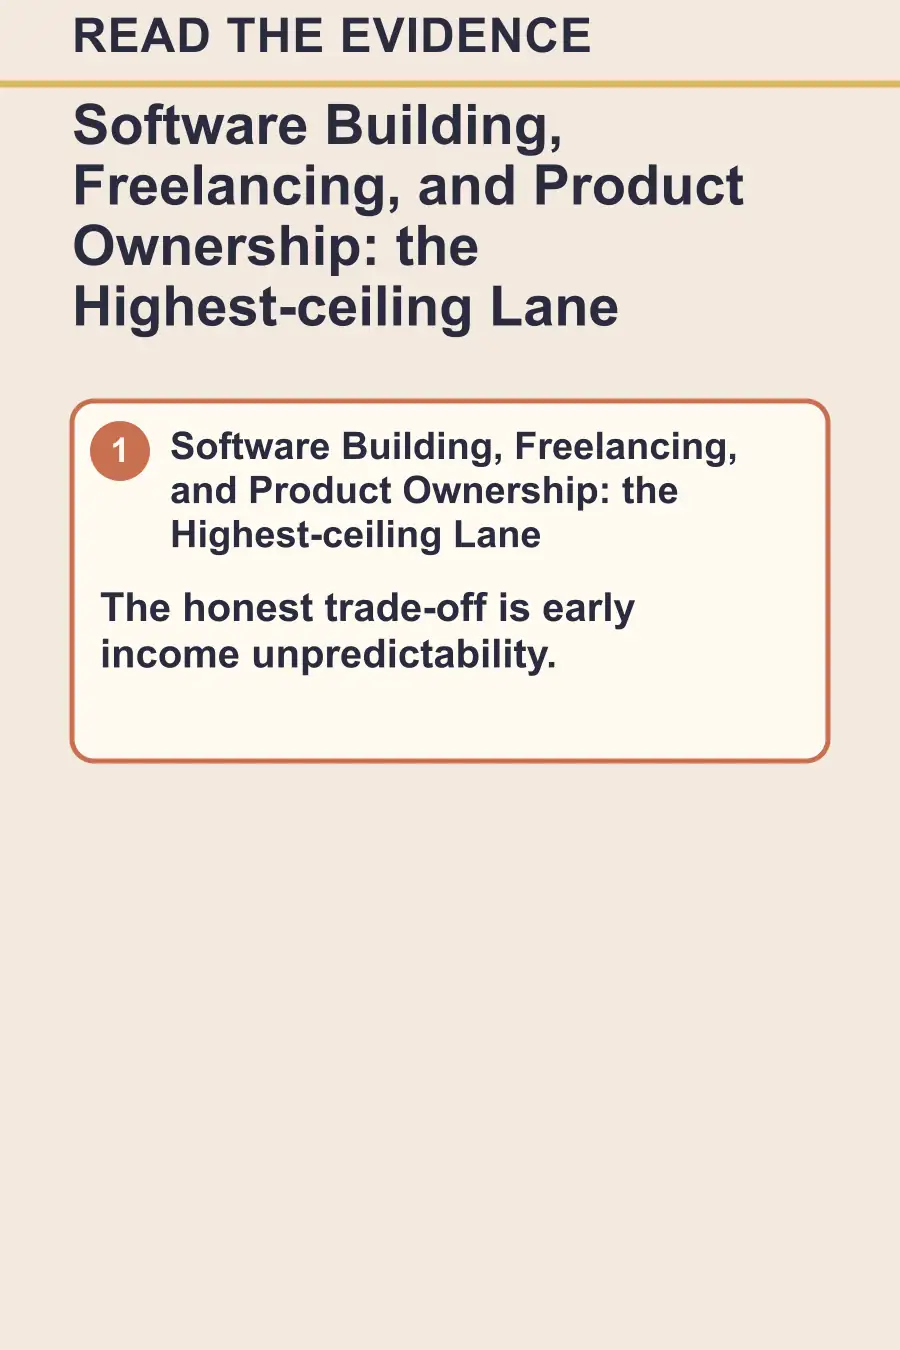 READ THE EVIDENCE
Software Building,
Freelancing, and Product
Ownership: the
Highest-ceiling Lane
1
Software Building, Freelancing,
and Product Ownership: the
Highest-ceiling Lane
The honest trade-off is early
income unpredictability.